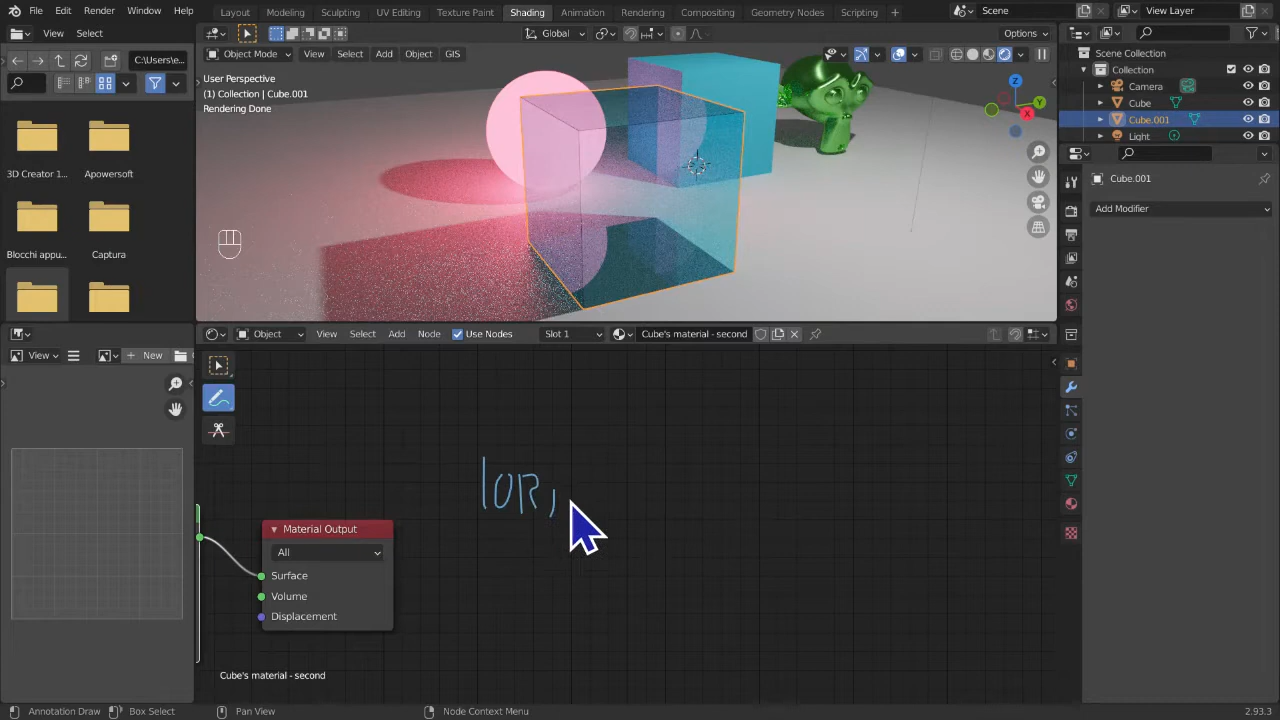 File Edit Render Window Help Layout Modeling Sculpting UV Editing Texture Paint Shading Animation Rendering Compositing Geometry Nodes Scripting + Scene View Layer
View Select Object Mode View Select Add Object GIS Global Options
C:\Users\e...
User Perspective
(1) Collection | Cube.001
Rendering Done
Z
Y
X
Scene Collection
Collection
Camera
Cube
Cube.001
Light
Cube.001
Add Modifier
3D Creator 1... Apowersoft
Blocchi appu... Captura
View + New
Object View Select Add Node Use Nodes Slot 1 Cube's material - second
IOR,
Material Output
All
Surface
Volume
Displacement
Cube's material - second
Annotation Draw Box Select Pan View Node Context Menu 2.93.3